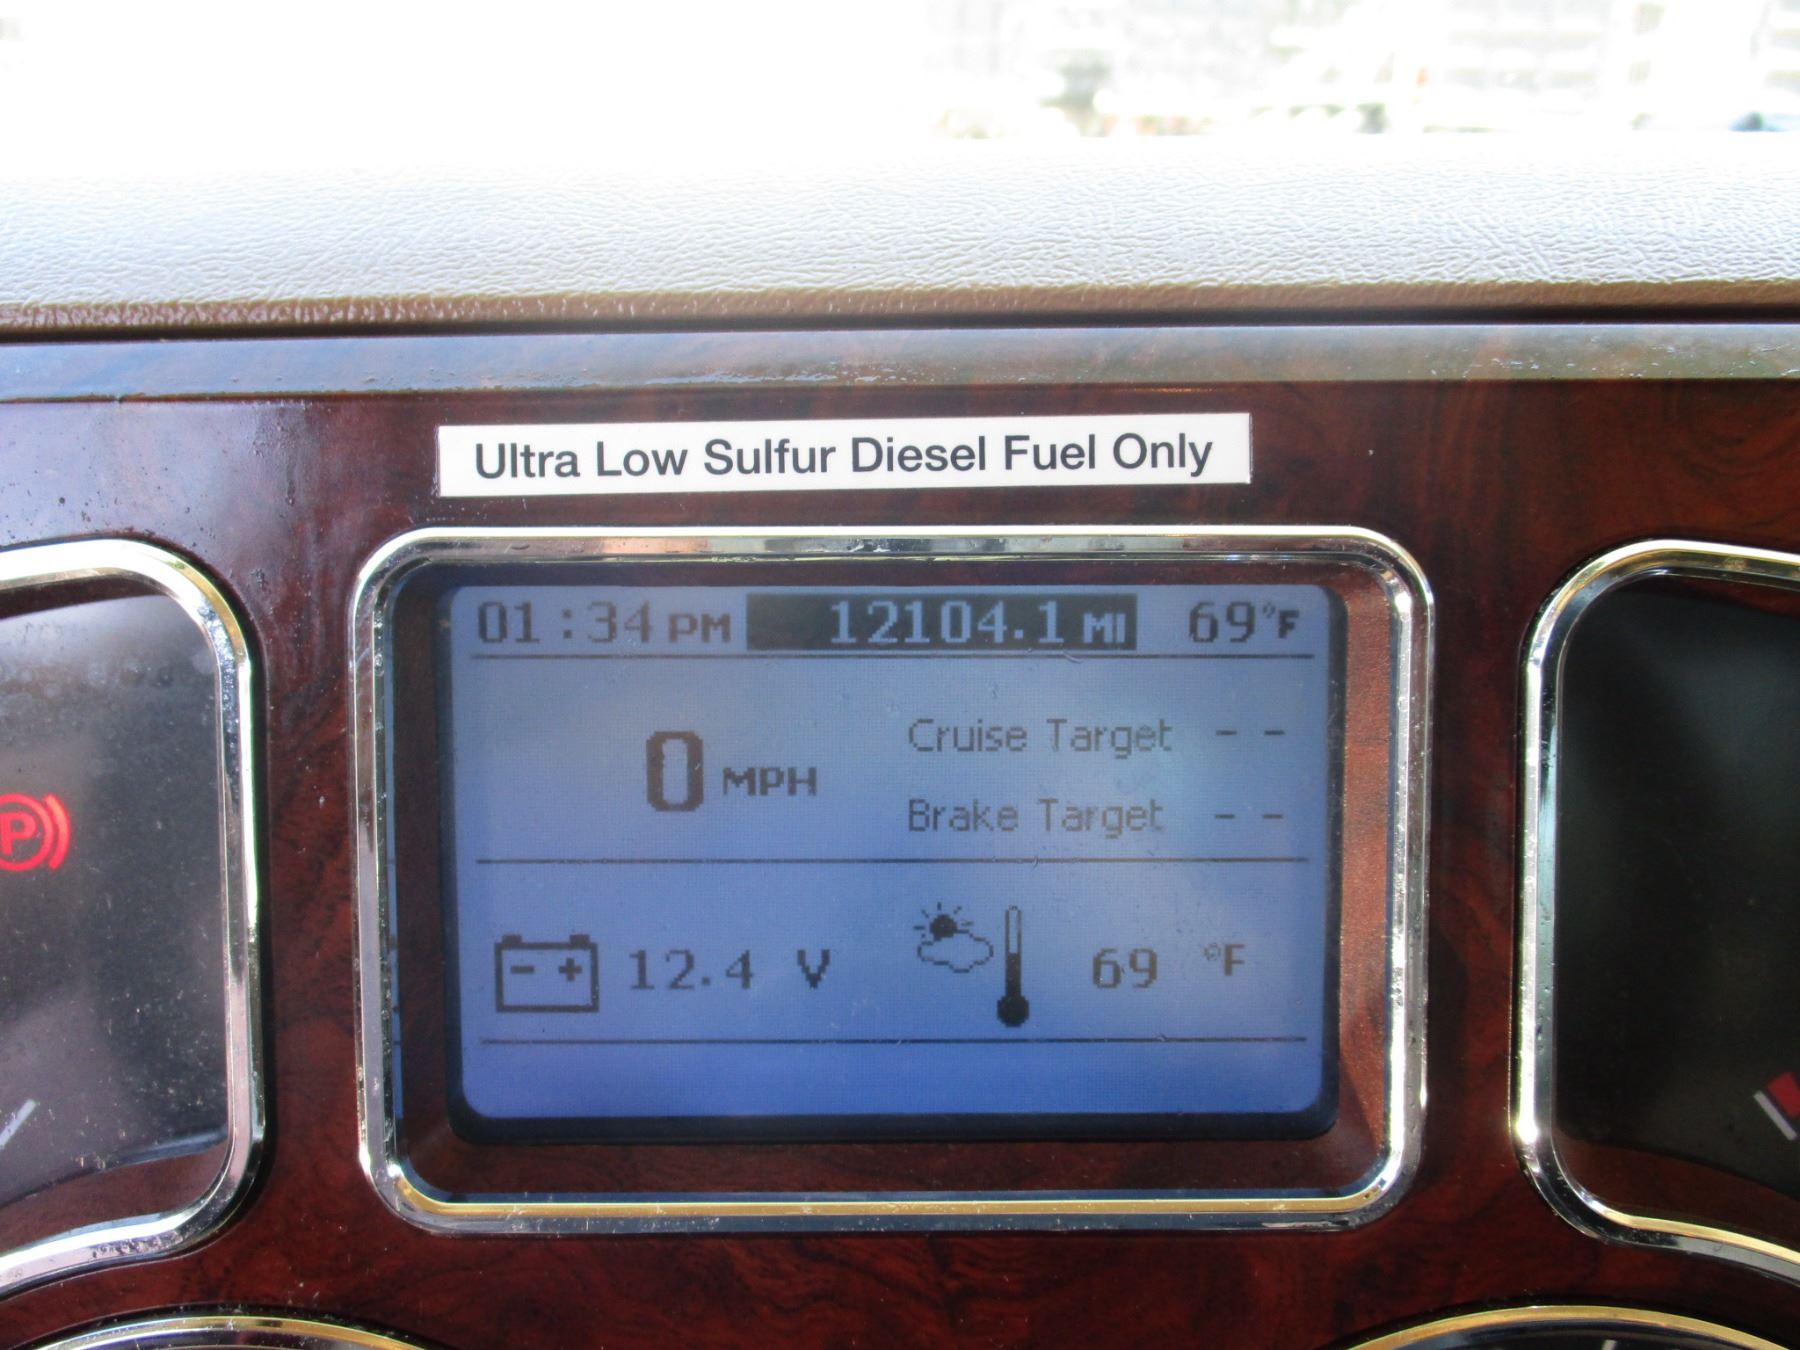 Ultra Low Sulfur Diesel Fuel Only
01:34 PM 12104.1 MI 69°F
0 MPH
Cruise Target - -
Brake Target - -
P
- +
12.4 V
69 °F